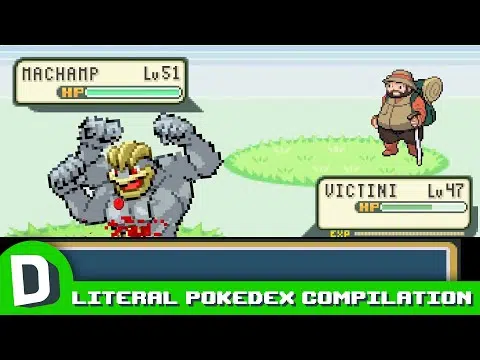 MACHAMP Lv51
HP
VICTINI Lv47
HP
EXP
D LITERAL POKEDEX COMPILATION